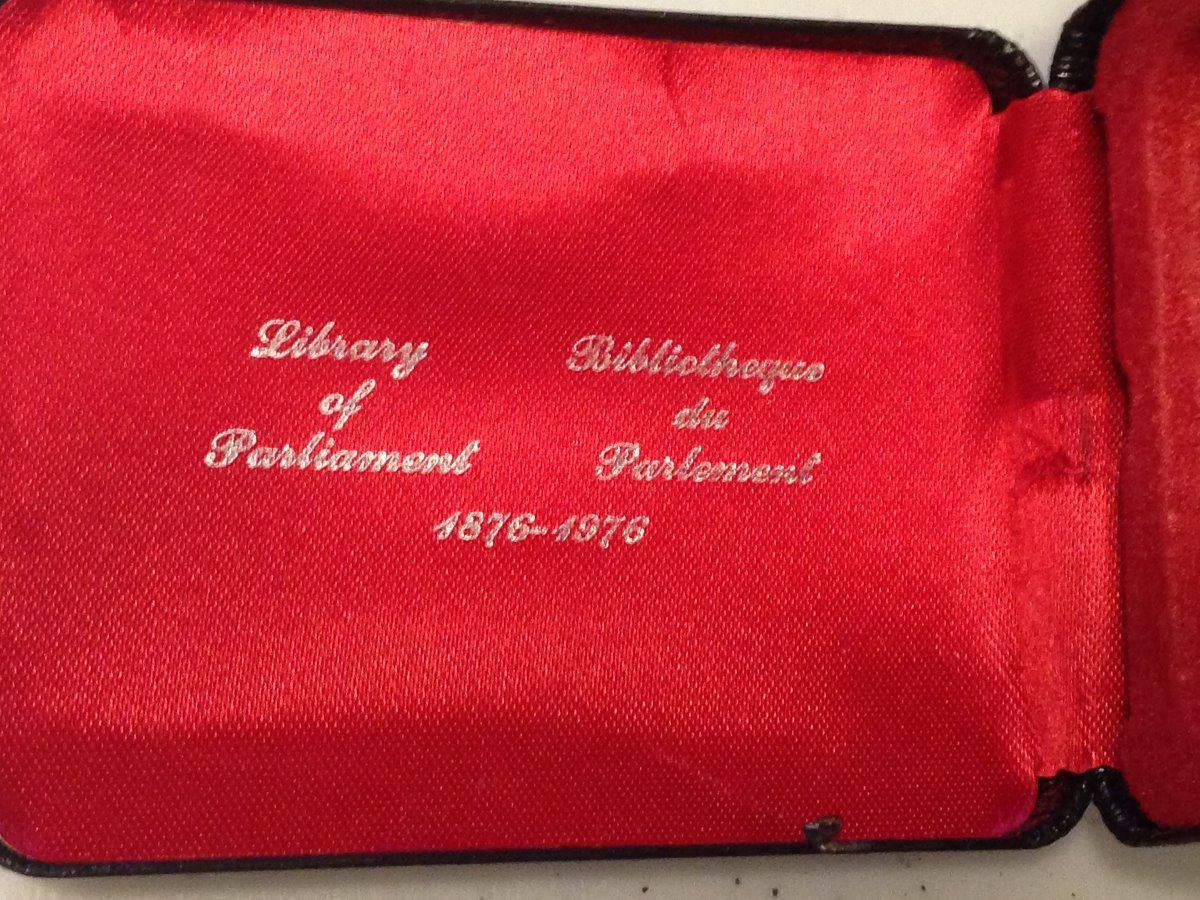 Library
of
Parliament
Bibliotheque
du
Parlement
1876-1976